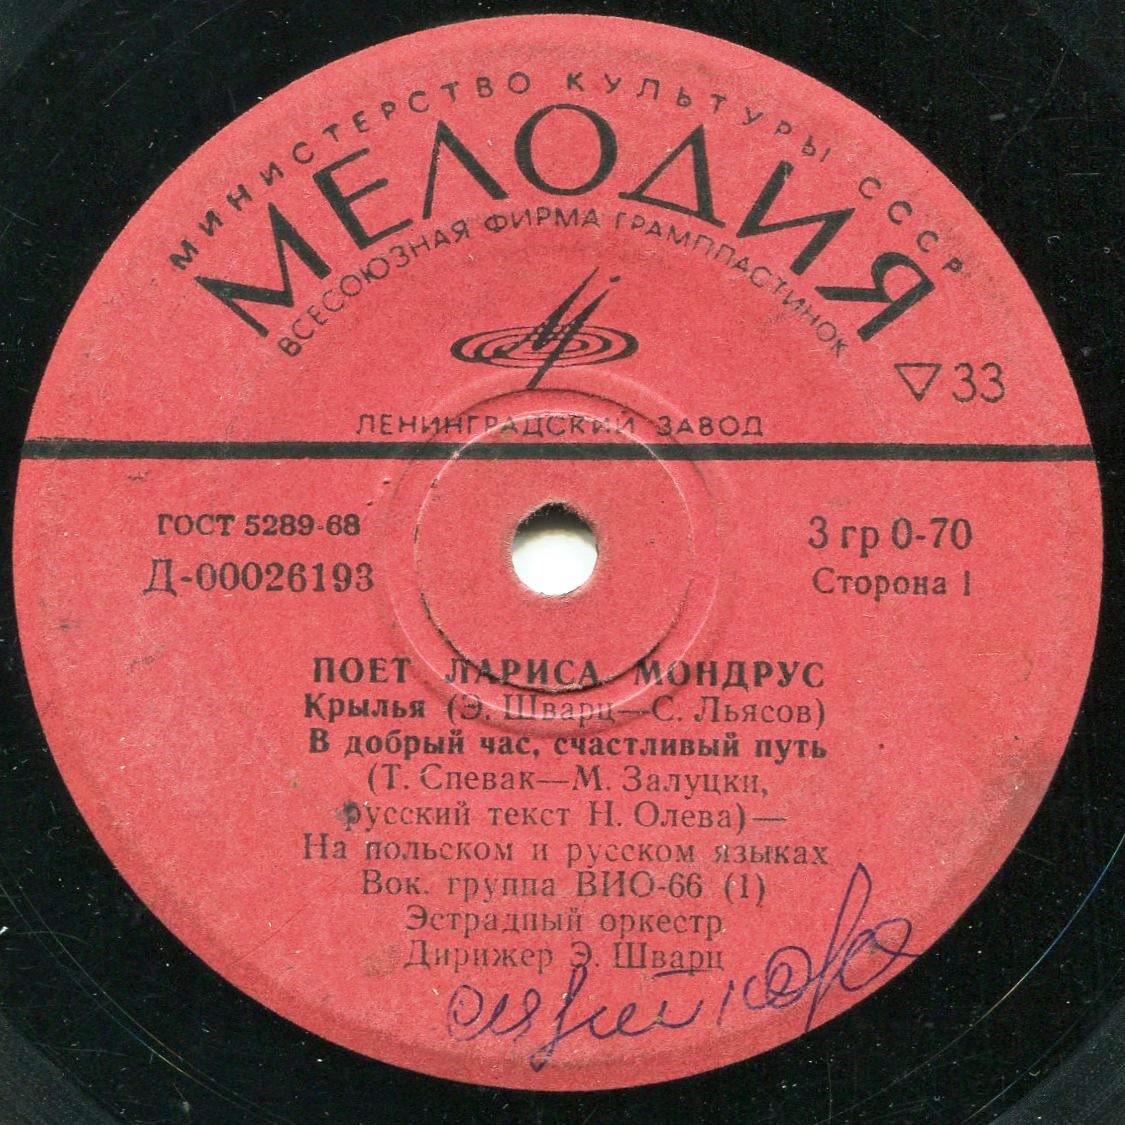 МИНИСТЕРСТВО КУЛЬТУРЫ СССР
МЕЛОДИЯ
ВСЕСОЮЗНАЯ ФИРМА ГРАМПЛАСТИНОК
33
ЛЕНИНГРАДСКИЙ ЗАВОД
ГОСТ 5289-68
3 гр 0-70
Д-00026193
Сторона 1
ПОЕТ ЛАРИСА МОНДРУС
Крылья (Э. Шварц—С. Льясов)
В добрый час, счастливый путь
(Т. Спевак—М. Залуцки,
русский текст Н. Олева)—
На польском и русском языках
Вок. группа ВИО-66 (1)
Эстрадный оркестр
Дирижер Э. Шварц